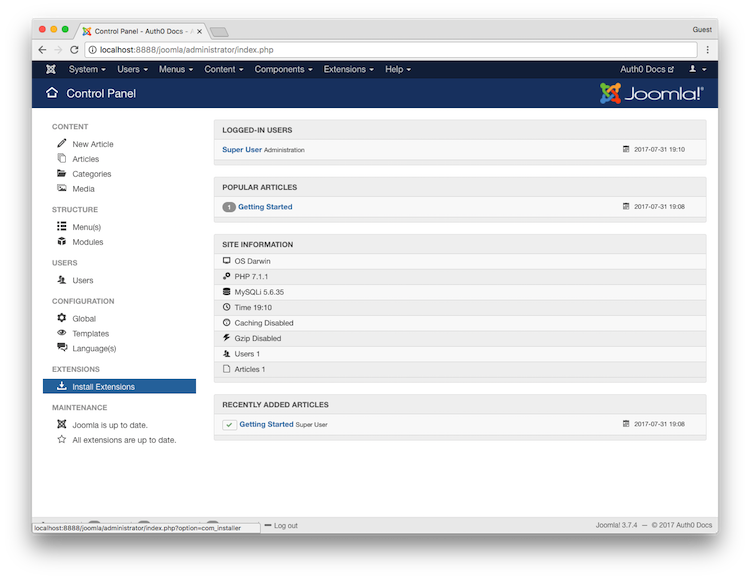 Control Panel - Auth0 Docs - A
Guest
localhost:8888/joomla/administrator/index.php
System Users Menus Content Components Extensions Help Auth0 Docs
Control Panel
Joomla!®
CONTENT
New Article
Articles
Categories
Media
STRUCTURE
Menu(s)
Modules
USERS
Users
CONFIGURATION
Global
Templates
Language(s)
EXTENSIONS
Install Extensions
MAINTENANCE
Joomla is up to date.
All extensions are up to date.
LOGGED-IN USERS
Super User Administration 2017-07-31 19:10
POPULAR ARTICLES
1 Getting Started 2017-07-31 19:08
SITE INFORMATION
OS Darwin
PHP 7.1.1
MySQLi 5.6.35
Time 19:10
Caching Disabled
Gzip Disabled
Users 1
Articles 1
RECENTLY ADDED ARTICLES
Getting Started Super User 2017-07-31 19:08
localhost:8888/joomla/administrator/index.php?option=com_installer
Log out
Joomla! 3.7.4 — © 2017 Auth0 Docs